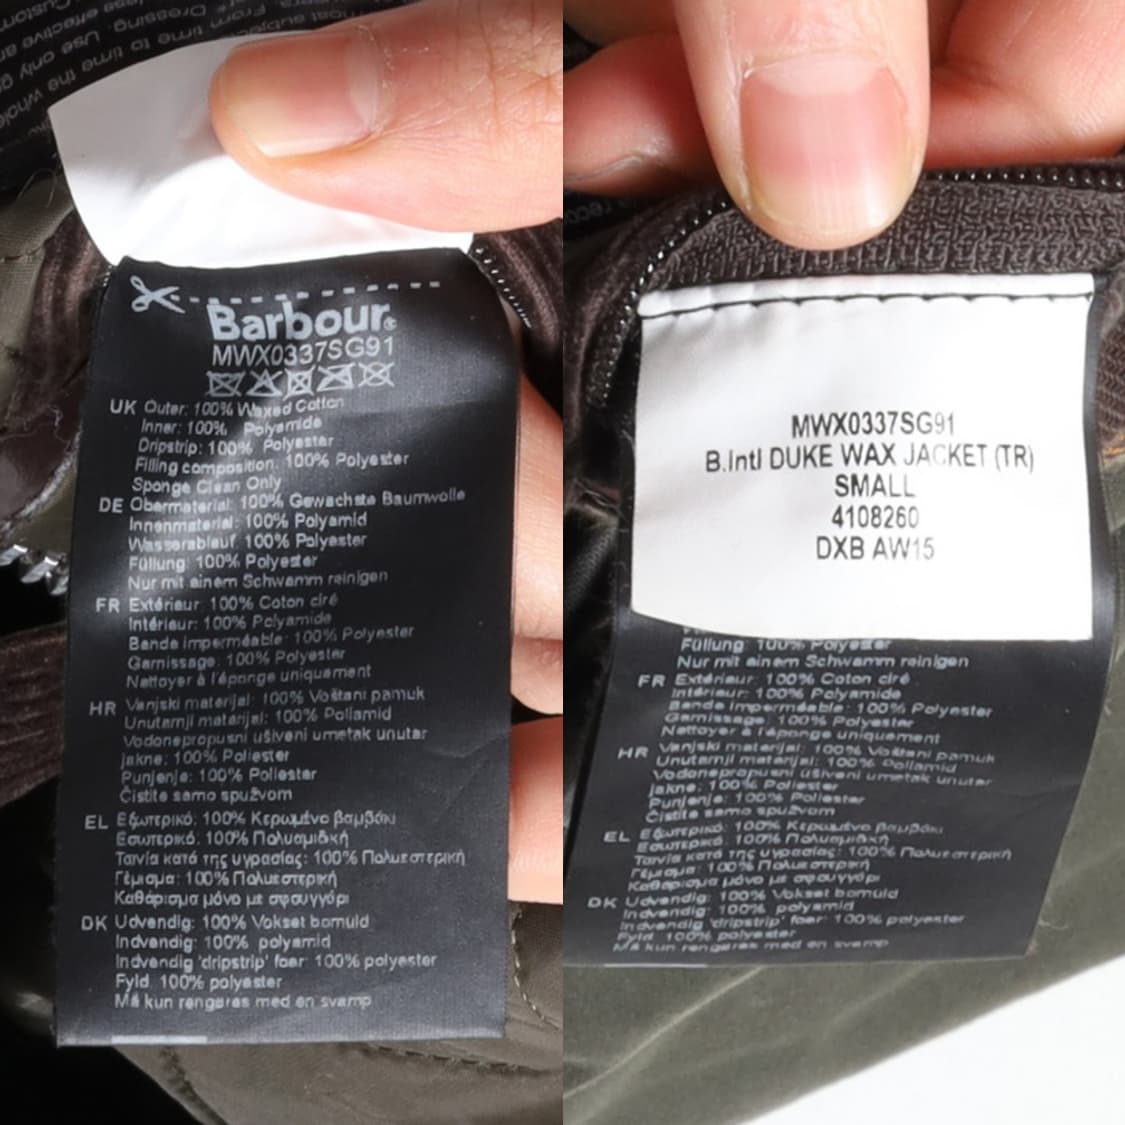 Barbour®
MWX0337SG91
UK Outer: 100% Waxed Cotton
Inner: 100% Polyamide
Dripstrip: 100% Polyester
Filling composition: 100% Polyester
Sponge Clean Only
DE Obermaterial: 100% Gewachste Baumwolle
Innenmaterial: 100% Polyamid
Wasserablauf 100% Polyester
Füllung: 100% Polyester
Nur mit einem Schwamm reinigen
FR Extérieur: 100% Coton ciré
Intérieur: 100% Polyamide
Bande imperméable: 100% Polyester
Garnissage: 100% Polyester
Nettoyer à l'éponge uniquement
HR Vanjski materjal: 100% Voštani pamuk
Unutarnji materijal: 100% Poliamid
Vodonepropusni ušiveni umetak unutar
jakne: 100% Poliester
Punjenje: 100% Poliester
Čistite samo spužvom
EL Εξωτερικό: 100% Κερωμένο βαμβάκι
Εσωτερικό: 100% Πολυαμιδική
Ταινία κατά της υγρασίας: 100% Πολυεστερική
Γέμισμα: 100% Πολυεστερική
Καθάρισμα μόνο με σφουγγάρι
DK Udvendig: 100% Vokset bomuld
Indvendig: 100% polyamid
Indvendig 'dripstrip' foer: 100% polyester
Fyld. 100% polyester
Må kun rengøres med en svamp
MWX0337SG91
B.Intl DUKE WAX JACKET (TR)
SMALL
4108260
DXB AW15
Füllung: 100% Polyester
Nur mit einem Schwamm reinigen
FR Extérieur: 100% Coton ciré
Intérieur: 100% Polyamide
Bande imperméable: 100% Polyester
Garnissage: 100% Polyester
Nettoyer à l'éponge uniquement
HR Vanjski materijal: 100% Voštani pamuk
Unutarnji materijal: 100% Poliamid
Vodonepropusni ušiveni umetak unutar
jakne: 100% Poliester
Punjenje: 100% Poliester
Čistite samo spužvom
EL Εξωτερικό: 100% Κερωμένο βαμβάκι
Εσωτερικό: 100% Πολυαμιδική
Ταινία κατά της υγρασίας: 100% Πολυεστερική
Γέμισμα: 100% Πολυεστερική
Καθάρισμα μόνο με σφουγγάρι
DK Udvendig: 100% Vokset bomuld
Indvendig: 100% polyamid
Indvendig 'dripstrip' foer: 100% polyester
Fyld. 100% polyester
Må kun rengøres med en svamp